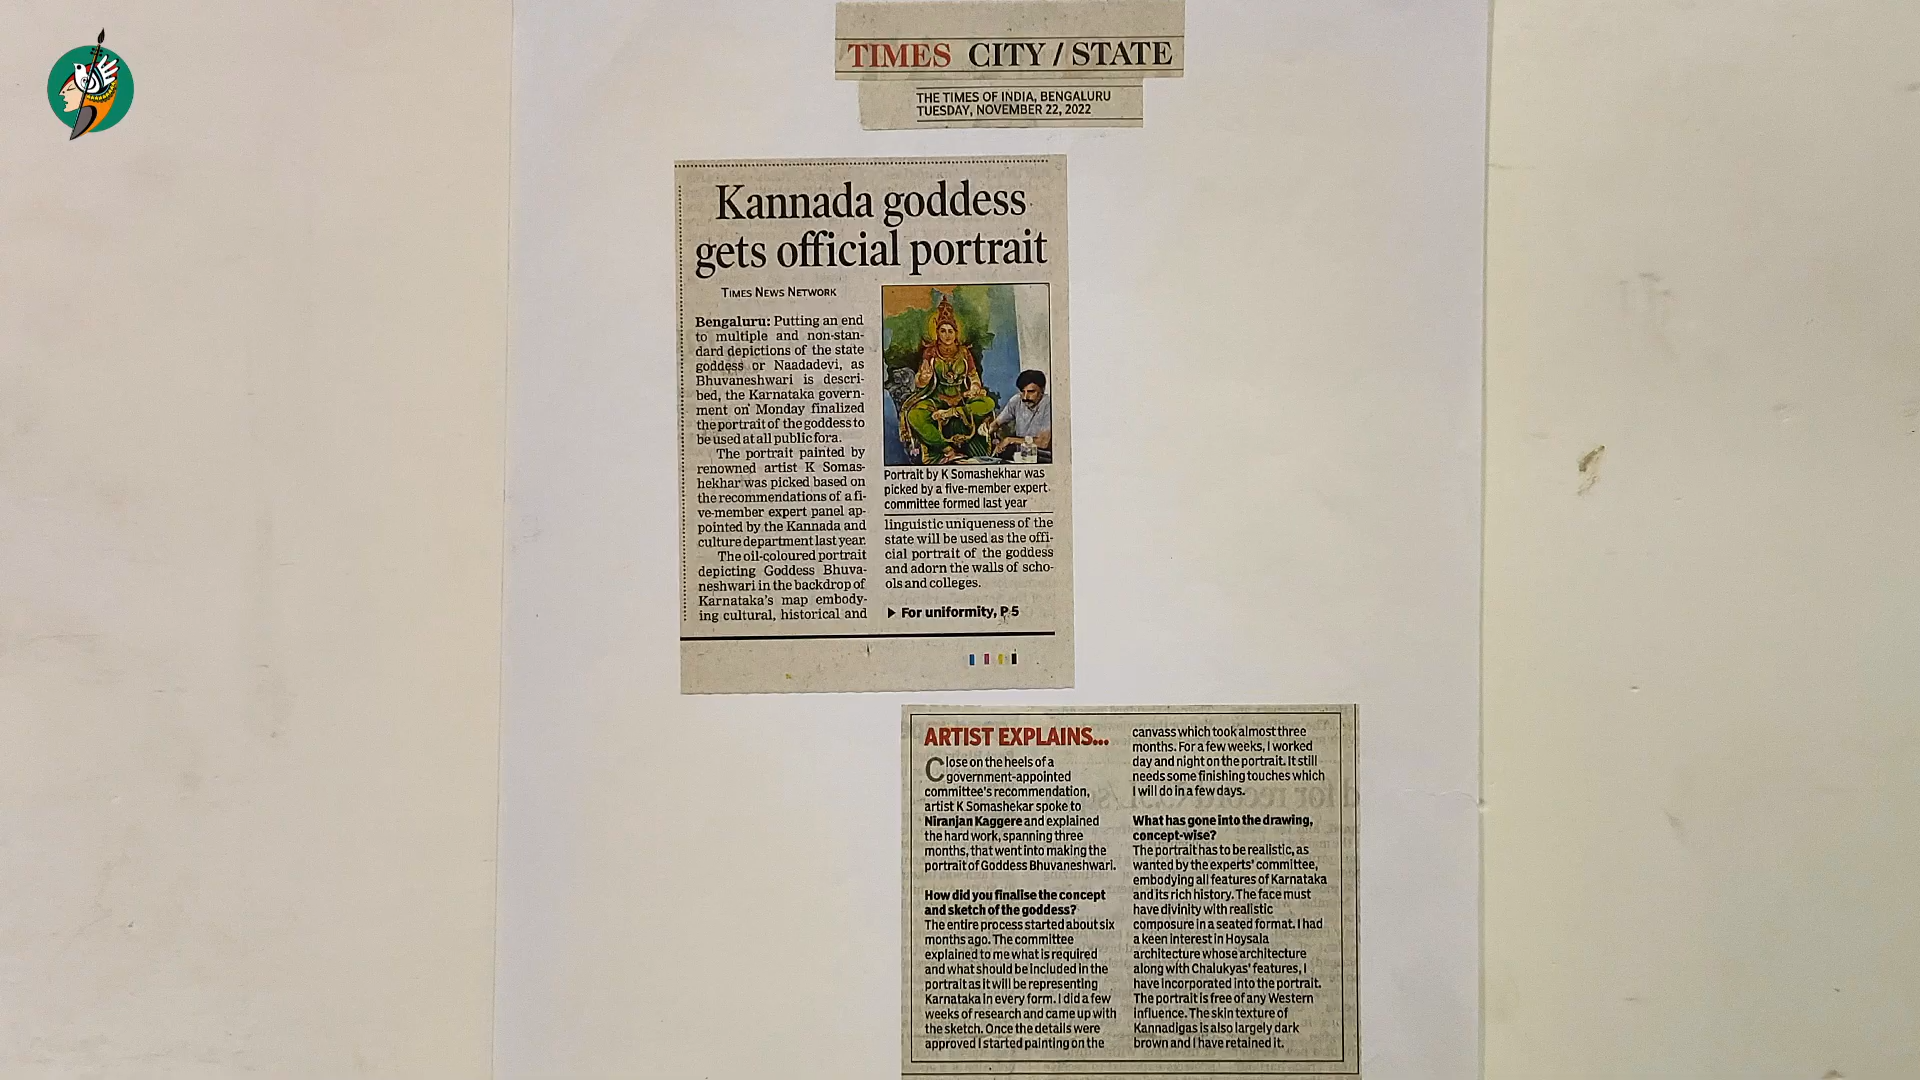 TIMES CITY / STATE
THE TIMES OF INDIA, BENGALURU
TUESDAY, NOVEMBER 22, 2022
Kannada goddess
gets official portrait
TIMES NEWS NETWORK
Bengaluru: Putting an end
to multiple and non-stan-
dard depictions of the state
goddess or Naadadevi, as
Bhuvaneshwari is descri-
bed, the Karnataka govern-
ment on Monday finalized
the portrait of the goddess to
be used at all public fora.
The portrait painted by
renowned artist K Somas-
hekhar was picked based on
the recommendations of a fi-
ve-member expert panel ap-
pointed by the Kannada and
culture department last year.
The oil-coloured portrait
depicting Goddess Bhuva-
neshwari in the backdrop of
Karnataka's map embody-
ing cultural, historical and
Portrait by K Somashekhar was
picked by a five-member expert
committee formed last year
linguistic uniqueness of the
state will be used as the offi-
cial portrait of the goddess
and adorn the walls of scho-
ols and colleges.
▶ For uniformity, P 5
ARTIST EXPLAINS...
Close on the heels of a
government-appointed
committee's recommendation,
artist K Somashekar spoke to
Niranjan Kaggere and explained
the hard work, spanning three
months, that went into making the
portrait of Goddess Bhuvaneshwari.
How did you finalise the concept
and sketch of the goddess?
The entire process started about six
months ago. The committee
explained to me what is required
and what should be included in the
portrait as it will be representing
Karnataka in every form. I did a few
weeks of research and came up with
the sketch. Once the details were
approved I started painting on the
canvass which took almost three
months. For a few weeks, I worked
day and night on the portrait. It still
needs some finishing touches which
I will do in a few days.
What has gone into the drawing,
concept-wise?
The portrait has to be realistic, as
wanted by the experts' committee,
embodying all features of Karnataka
and its rich history. The face must
have divinity with realistic
composure in a seated format. I had
a keen interest in Hoysala
architecture whose architecture
along with Chalukyas' features, I
have incorporated into the portrait.
The portrait is free of any Western
influence. The skin texture of
Kannadigas is also largely dark
brown and I have retained it.